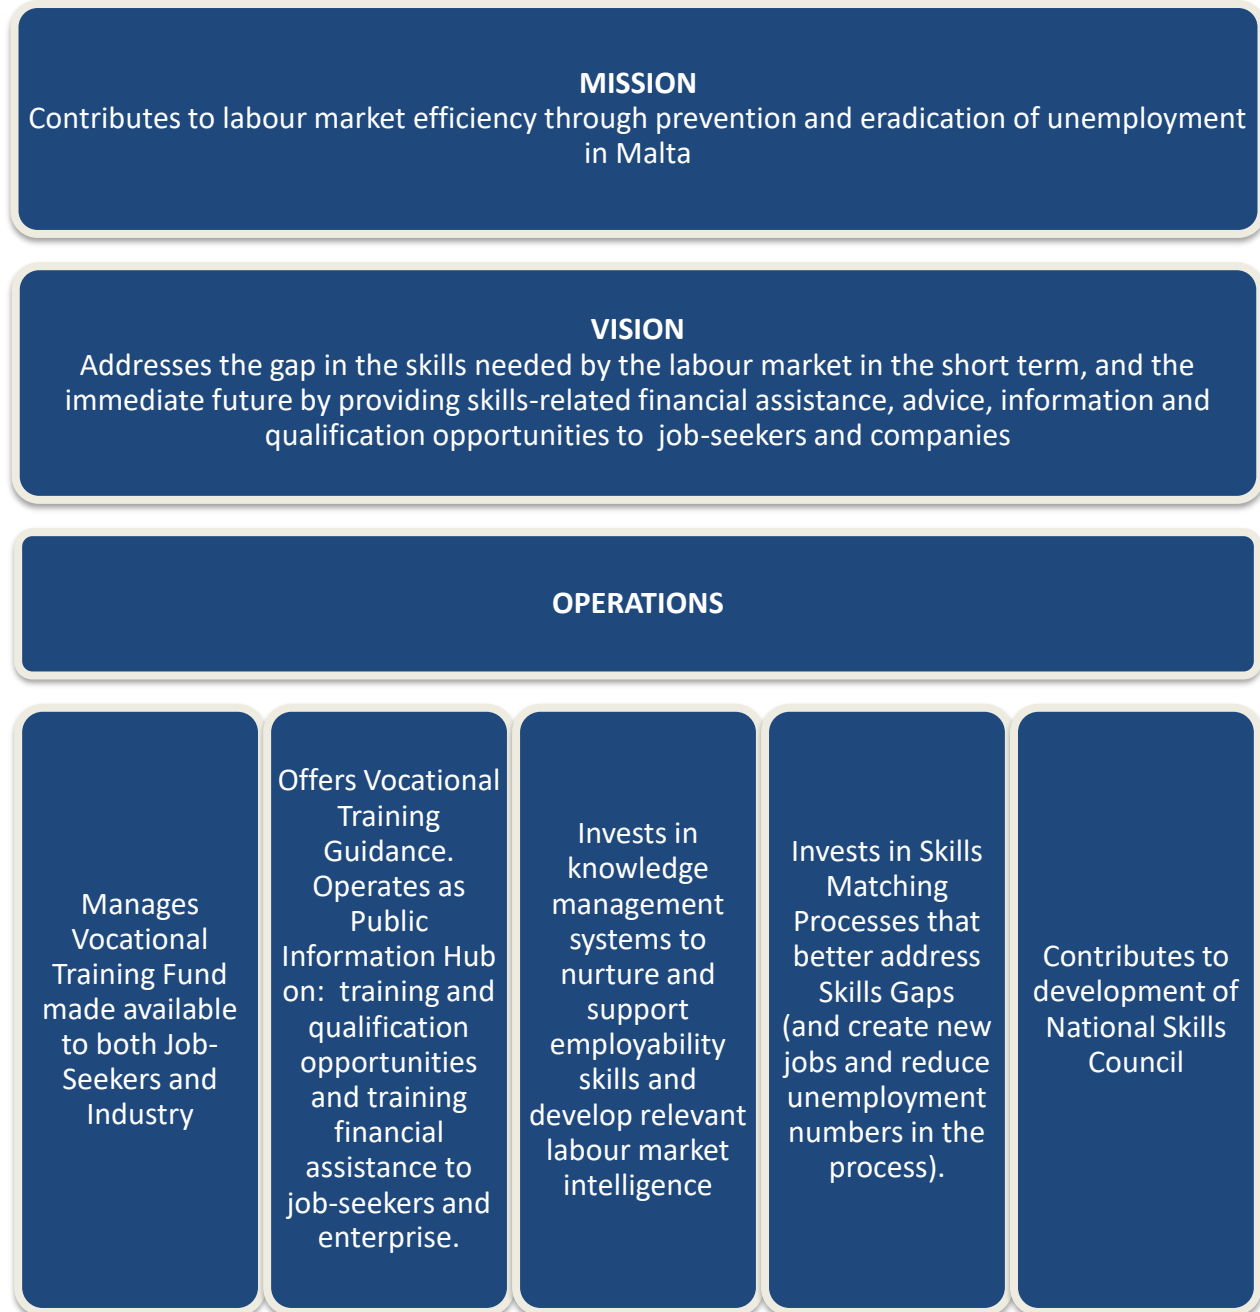 MISSION
Contributes to labour market efficiency through prevention and eradication of unemployment
in Malta
VISION
Addresses the gap in the skills needed by the labour market in the short term, and the
immediate future by providing skills-related financial assistance, advice, information and
qualification opportunities to  job-seekers and companies
OPERATIONS
Manages
Vocational
Training Fund
made available
to both Job-
Seekers and
Industry
Offers Vocational
Training
Guidance.
Operates as
Public
Information Hub
on:  training and
qualification
opportunities
and training
financial
assistance to
job-seekers and
enterprise.
Invests in
knowledge
management
systems to
nurture and
support
employability
skills and
develop relevant
labour market
intelligence
Invests in Skills
Matching
Processes that
better address
Skills Gaps
(and create new
jobs and reduce
unemployment
numbers in the
process).
Contributes to
development of
National Skills
Council